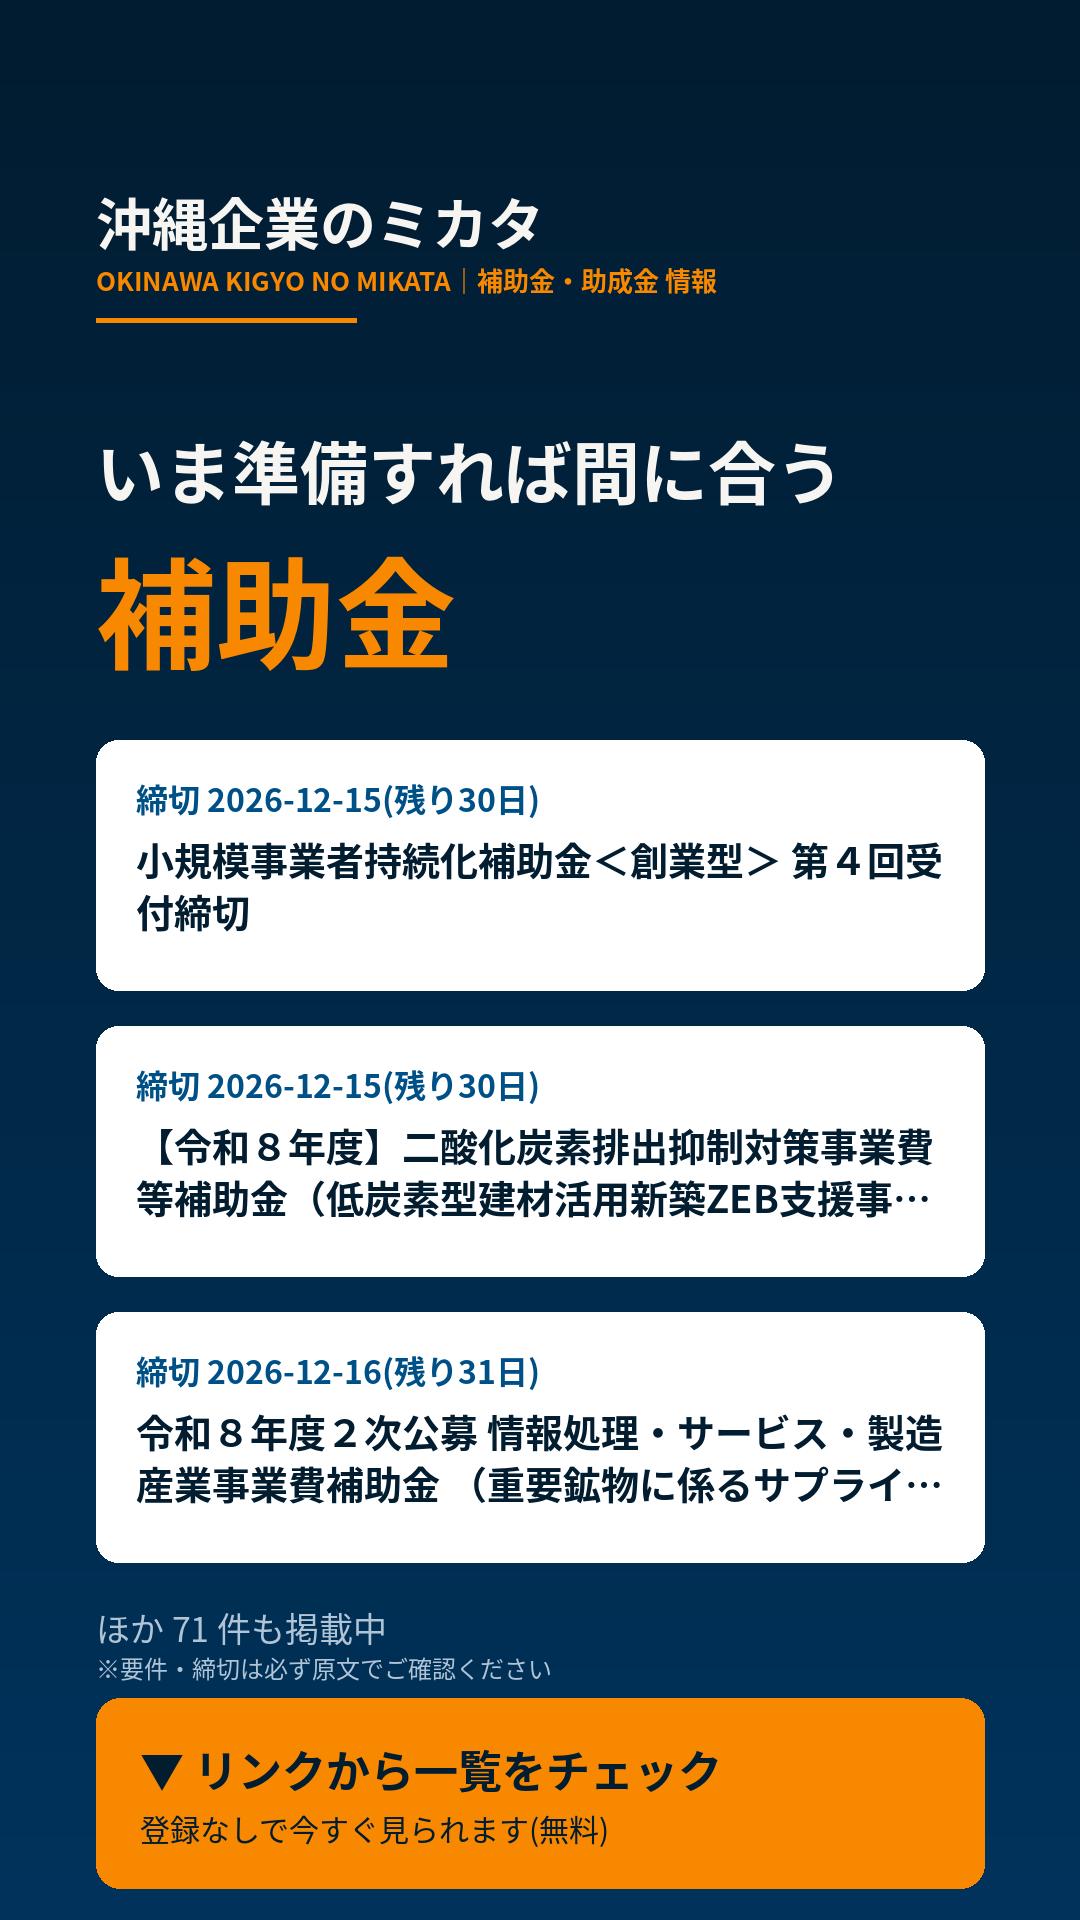 沖縄企業のミカタ
OKINAWA KIGYO NO MIKATA｜補助金・助成金 情報
いま準備すれば間に合う
補助金
締切 2026-12-15(残り30日)
小規模事業者持続化補助金＜創業型＞ 第４回受
付締切
締切 2026-12-15(残り30日)
【令和８年度】二酸化炭素排出抑制対策事業費
等補助金（低炭素型建材活用新築ZEB支援事…
締切 2026-12-16(残り31日)
令和８年度２次公募 情報処理・サービス・製造
産業事業費補助金 （重要鉱物に係るサプライ…
ほか 71 件も掲載中
※要件・締切は必ず原文でご確認ください
▼ リンクから一覧をチェック
登録なしで今すぐ見られます(無料)